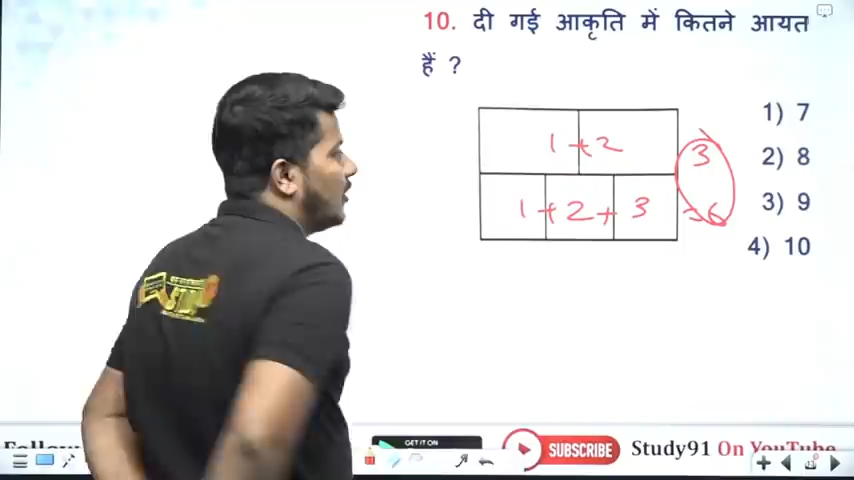 10. दी गई आकृति में कितने आयत
हैं ?
1) 7
2) 8
3) 9
4) 10
1 + 2 3
1 + 2 + 3 = 6
GET IT ON
SUBSCRIBE
Study91 On YouTube